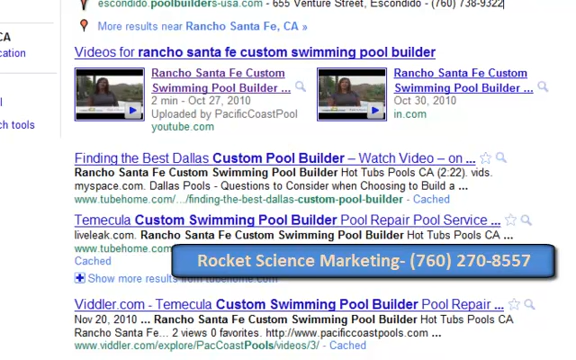 escondido.poolbuilders-usa.com - 655 Venture Street, Escondido - (760) 738-9322
CA
More results near Rancho Santa Fe, CA »
cation
Videos for rancho santa fe custom swimming pool builder
Rancho Santa Fe Custom
Swimming Pool Builder ...
2 min - Oct 27, 2010
Uploaded by PacificCoastPool
youtube.com
Rancho Santa Fe Custom
Swimming Pool Builder ...
Oct 30, 2010
in.com
l
ch tools
Finding the Best Dallas Custom Pool Builder – Watch Video – on ...
Rancho Santa Fe Custom Swimming Pool Builder Hot Tubs Pools CA (2:22). vids.
myspace.com. Dallas Pools - Questions to Consider when Choosing to Build a ...
www.tubehome.com/.../finding-the-best-dallas-custom-pool-builder - Cached
Temecula Custom Swimming Pool Builder Pool Repair Pool Service ...
liveleak.com. Rancho Santa Fe Custom Swimming Pool Builder Hot Tubs Pools CA ...
www.tubehome.com
Cached
Rocket Science Marketing- (760) 270-8557
Show more results from tubehome.com
Viddler.com - Temecula Custom Swimming Pool Builder Pool Repair ...
Nov 20, 2010 ... Rancho Santa Fe Custom Swimming Pool Builder Hot Tubs Pools CA
Rancho Santa Fe... 2 views 0 favorites. http://www.pacificcoastpools.com ...
www.viddler.com/explore/PacCoastPools/videos/3/ - Cached